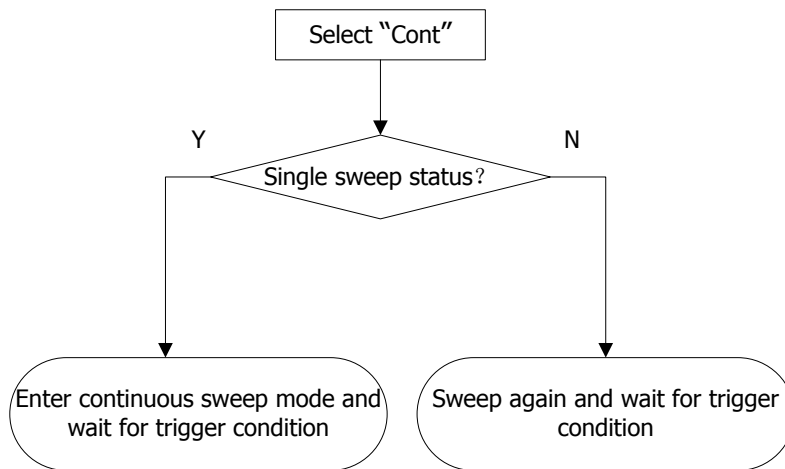 Select “Cont”
Y
N
Single sweep status？
Enter continuous sweep mode and
wait for trigger condition
Sweep again and wait for trigger
condition